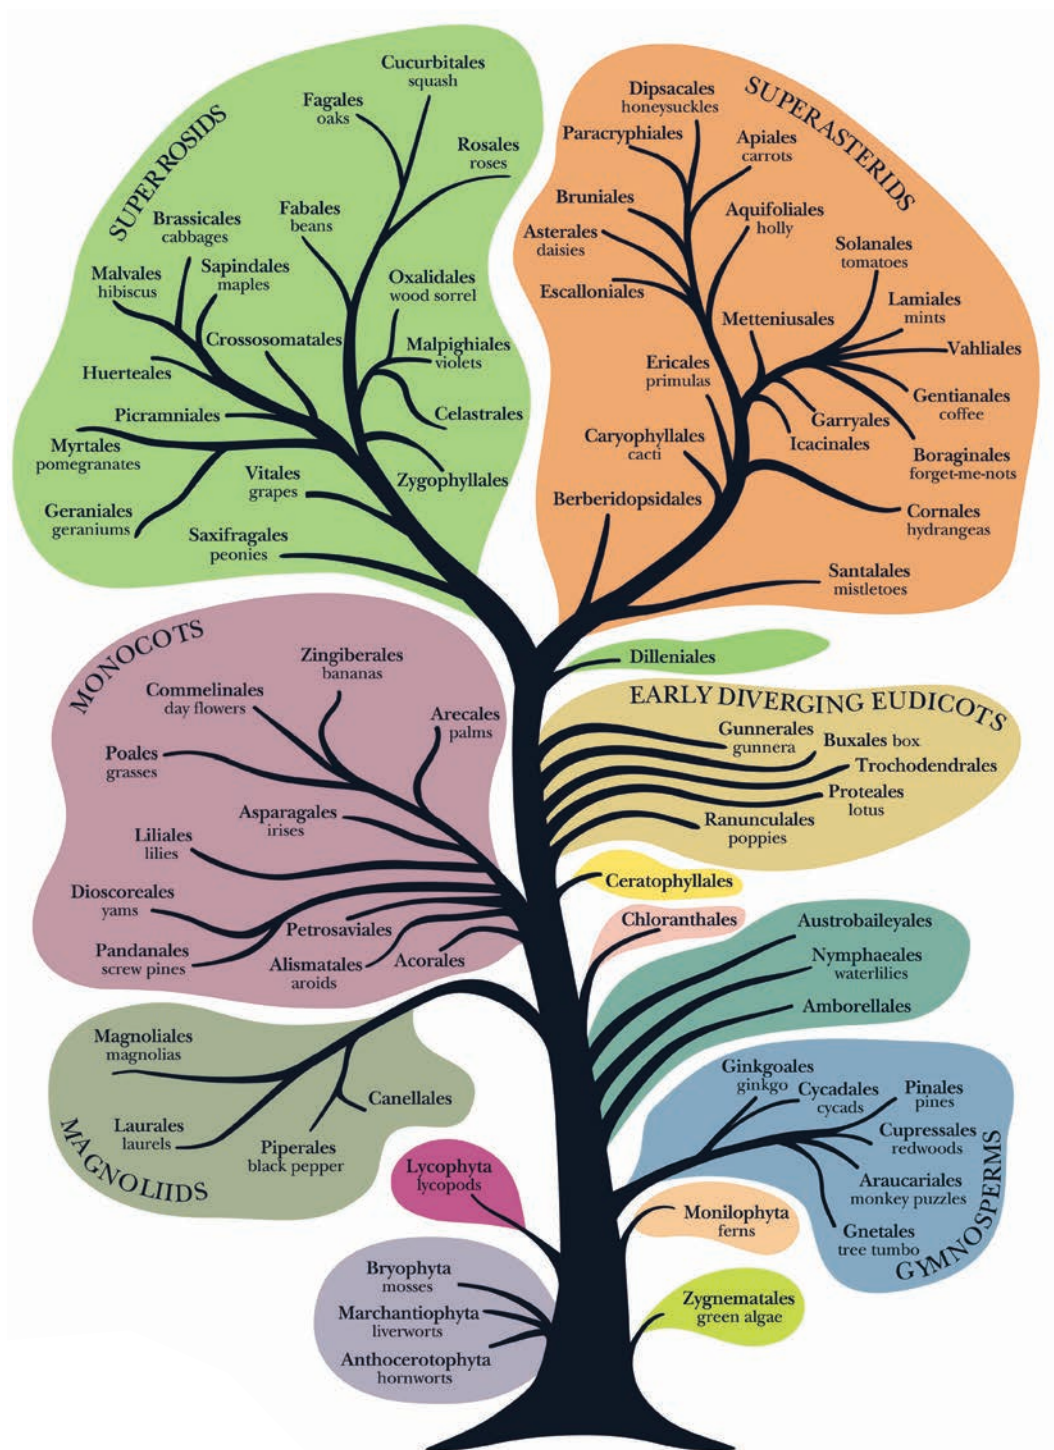 SUPERROSIDS
Cucurbitales
squash
Fagales
oaks
Rosales
roses
Brassicales
cabbages
Fabales
beans
Malvales
hibiscus
Sapindales
maples
Oxalidales
wood sorrel
Crossosomatales
Malpighiales
violets
Huerteales
Picramniales
Celastrales
Myrtales
pomegranates
Vitales
grapes
Zygophyllales
Geraniales
geraniums
Saxifragales
peonies
SUPERASTERIDS
Dipsacales
honeysuckles
Paracryphiales
Apiales
carrots
Bruniales
Aquifoliales
holly
Asterales
daisies
Solanales
tomatoes
Escalloniales
Metteniusales
Lamiales
mints
Vahliales
Ericales
primulas
Gentianales
coffee
Garryales
Icacinales
Caryophyllales
cacti
Boraginales
forget-me-nots
Berberidopsidales
Cornales
hydrangeas
Santalales
mistletoes
Dilleniales
MONOCOTS
Zingiberales
bananas
Commelinales
day flowers
Arecales
palms
Poales
grasses
Asparagales
irises
Liliales
lilies
Dioscoreales
yams
Petrosaviales
Pandanales
screw pines
Alismatales
aroids
Acorales
EARLY DIVERGING EUDICOTS
Gunnerales
gunnera
Buxales box
Trochodendrales
Proteales
lotus
Ranunculales
poppies
Ceratophyllales
Chloranthales
Austrobaileyales
Nymphaeales
waterlilies
Amborellales
Magnoliales
magnolias
Canellales
Laurales
laurels
Piperales
black pepper
MAGNOLIIDS
Ginkgoales
ginkgo
Cycadales
cycads
Pinales
pines
Cupressales
redwoods
Araucariales
monkey puzzles
Gnetales
tree tumbo
GYMNOSPERMS
Lycophyta
lycopods
Monilophyta
ferns
Bryophyta
mosses
Marchantiophyta
liverworts
Anthocerotophyta
hornworts
Zygnematales
green algae